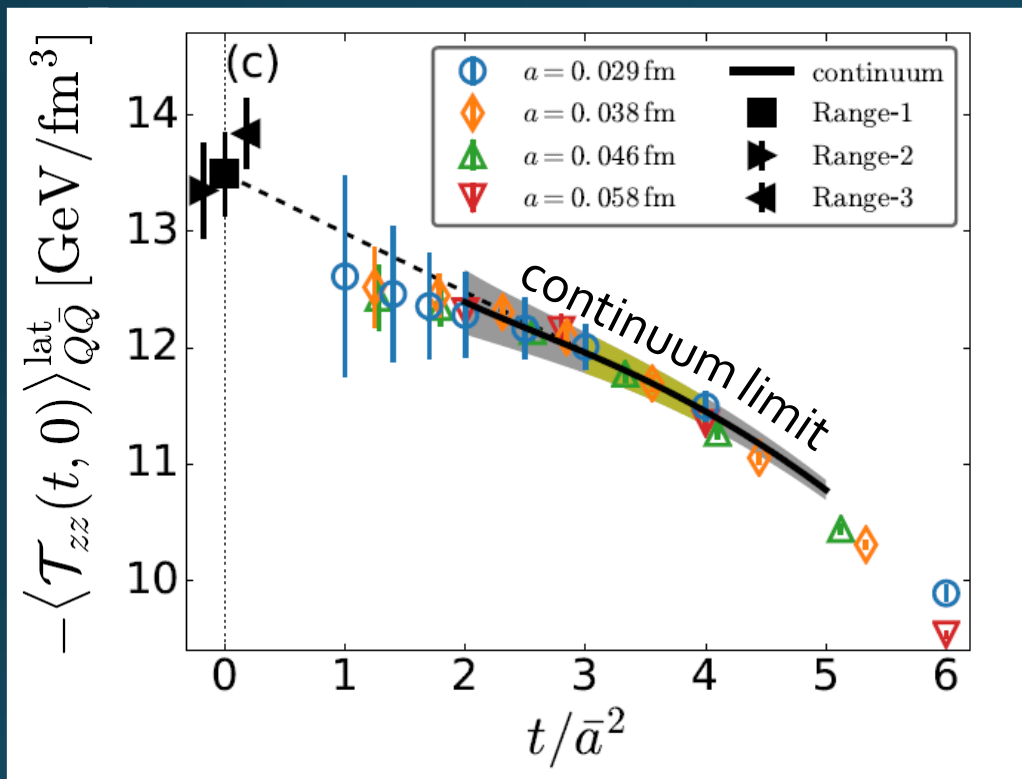 (c)
a = 0.029 fm
a = 0.038 fm
a = 0.046 fm
a = 0.058 fm
continuum
Range-1
Range-2
Range-3
continuum limit
−⟨𝒯zz(t, 0)⟩^lat_QQ̄ [GeV/fm³]
14
13
12
11
10
0 1 2 3 4 5 6
t/ā²